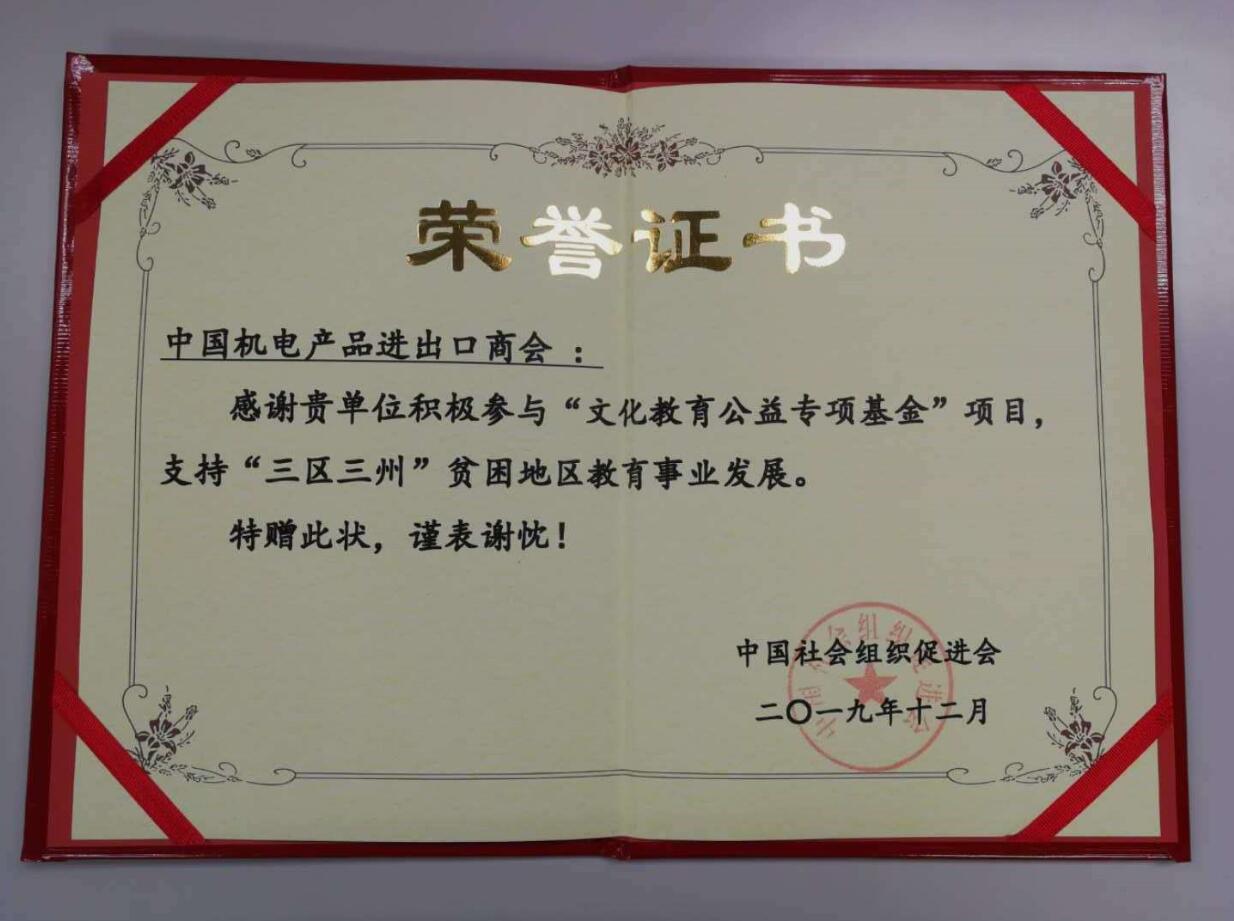 荣誉证书
中国机电产品进出口商会：
感谢贵单位积极参与“文化教育公益专项基金”项目，
支持“三区三州”贫困地区教育事业发展。
特赠此状，谨表谢忱！
中国社会组织促进会
二〇一九年十二月